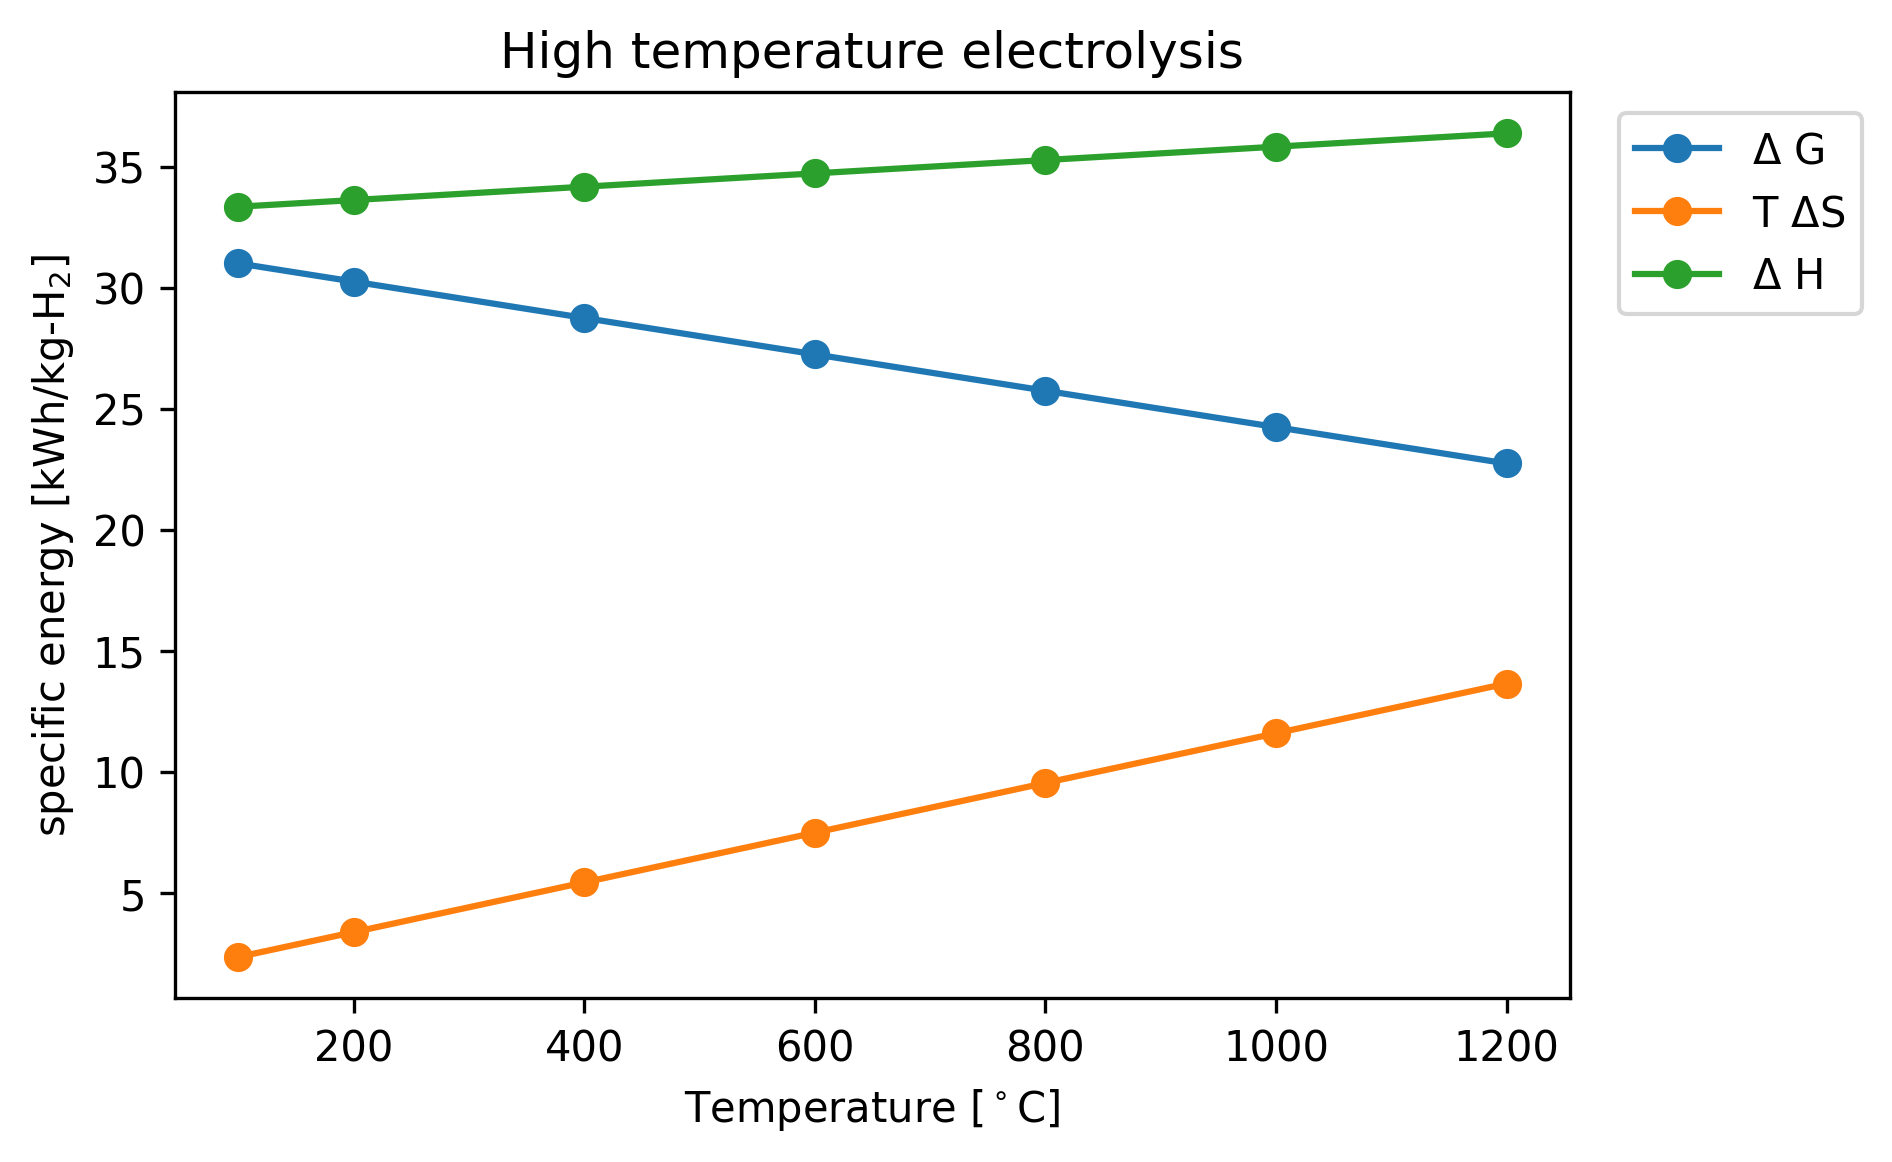 High temperature electrolysis
specific energy [kWh/kg-H₂]
35
30
25
20
15
10
5
200 400 600 800 1000 1200
Temperature [°C]
Δ G
T ΔS
Δ H